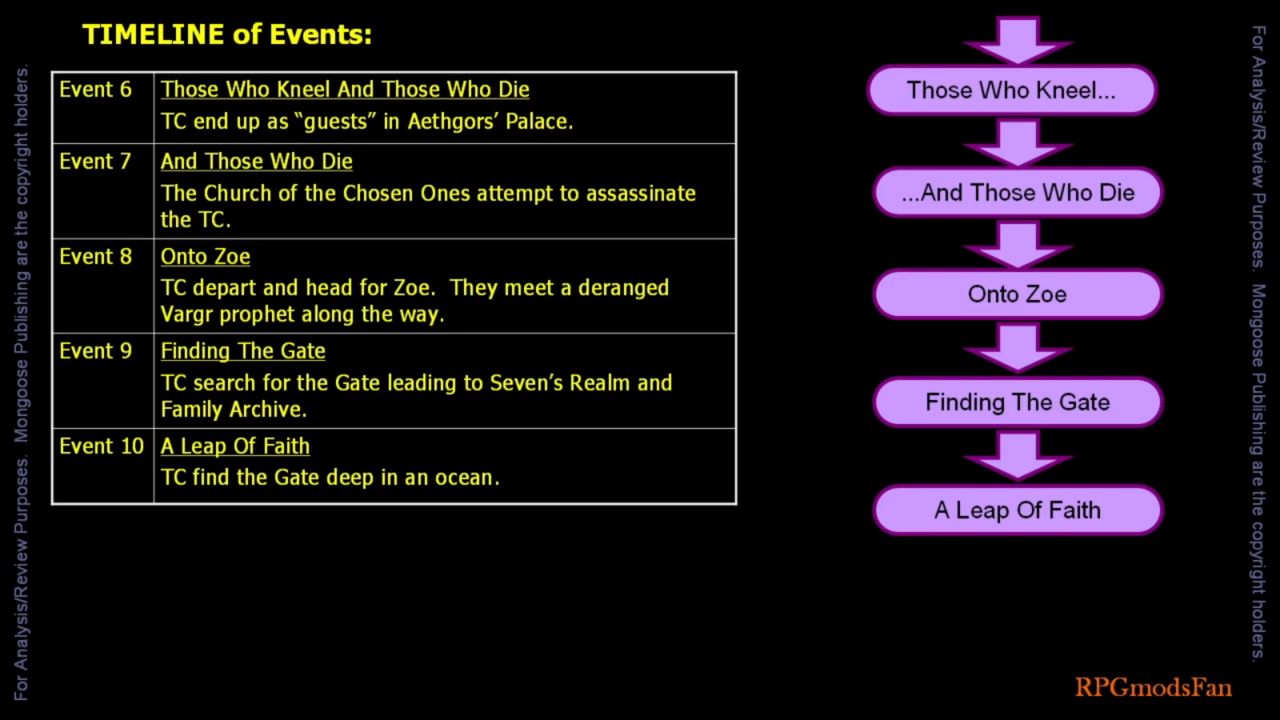 TIMELINE of Events:
Event 6
Those Who Kneel And Those Who Die
TC end up as “guests” in Aethgors’ Palace.
Event 7
And Those Who Die
The Church of the Chosen Ones attempt to assassinate
the TC.
Event 8
Onto Zoe
TC depart and head for Zoe.  They meet a deranged
Vargr prophet along the way.
Event 9
Finding The Gate
TC search for the Gate leading to Seven’s Realm and
Family Archive.
Event 10
A Leap Of Faith
TC find the Gate deep in an ocean.
Those Who Kneel...
...And Those Who Die
Onto Zoe
Finding The Gate
A Leap Of Faith
For Analysis/Review Purposes.  Mongoose Publishing are the copyright holders.
For Analysis/Review Purposes.  Mongoose Publishing are the copyright holders.
RPGmodsFan